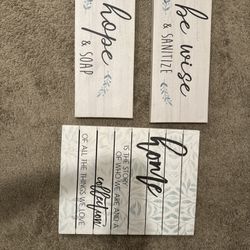 hope
& SOAP
be wise
& SANITIZE
home
IS THE STORY
OF WHO WE ARE AND A
collection
OF ALL THE THINGS WE LOVE